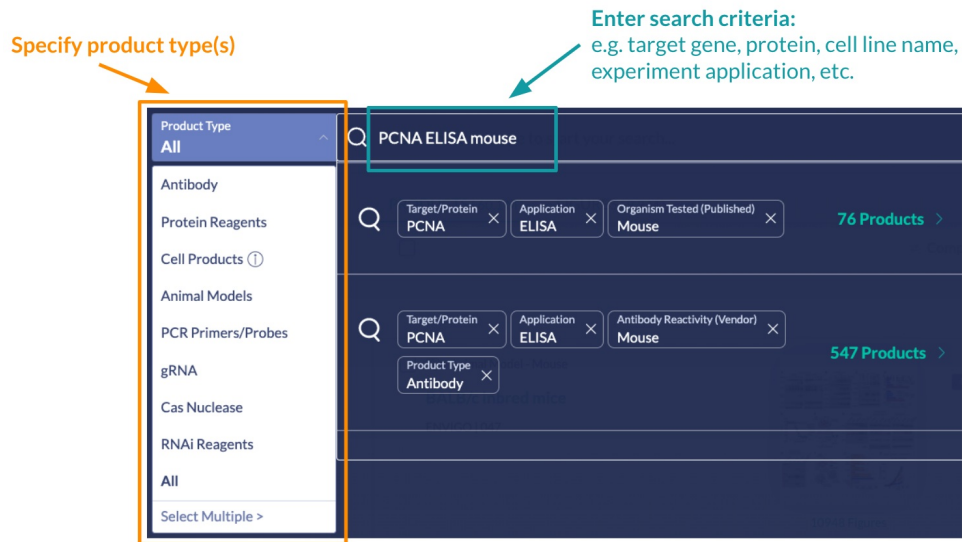 Enter search criteria:
e.g. target gene, protein, cell line name,
experiment application, etc.
Specify product type(s)
Product Type
All
PCNA ELISA mouse
Antibody
Protein Reagents
Cell Products
Animal Models
PCR Primers/Probes
gRNA
Cas Nuclease
RNAi Reagents
All
Select Multiple >
Target/Protein
PCNA
Application
ELISA
Organism Tested (Published)
Mouse
76 Products >
Target/Protein
PCNA
Application
ELISA
Antibody Reactivity (Vendor)
Mouse
Product Type
Antibody
547 Products >